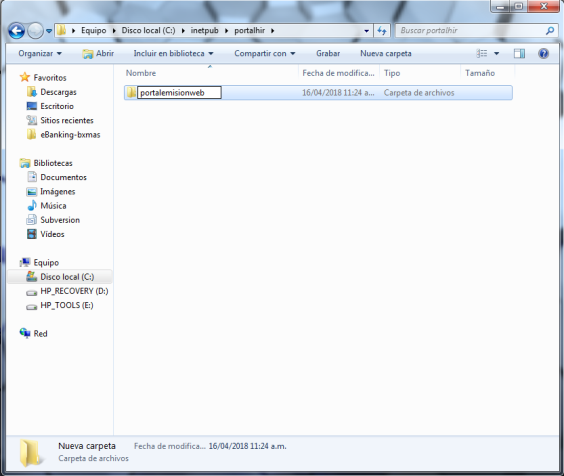 Equipo Disco local (C:) inetpub portalhir Buscar portalhir
Organizar Abrir Incluir en biblioteca Compartir con Grabar Nueva carpeta
Nombre Fecha de modifica... Tipo Tamaño
portalemisionweb 16/04/2018 11:24 a... Carpeta de archivos
Favoritos
Descargas
Escritorio
Sitios recientes
eBanking-bxmas
Bibliotecas
Documentos
Imágenes
Música
Subversion
Vídeos
Equipo
Disco local (C:)
HP_RECOVERY (D:)
HP_TOOLS (E:)
Red
Nueva carpeta Fecha de modifica... 16/04/2018 11:24 a.m.
Carpeta de archivos